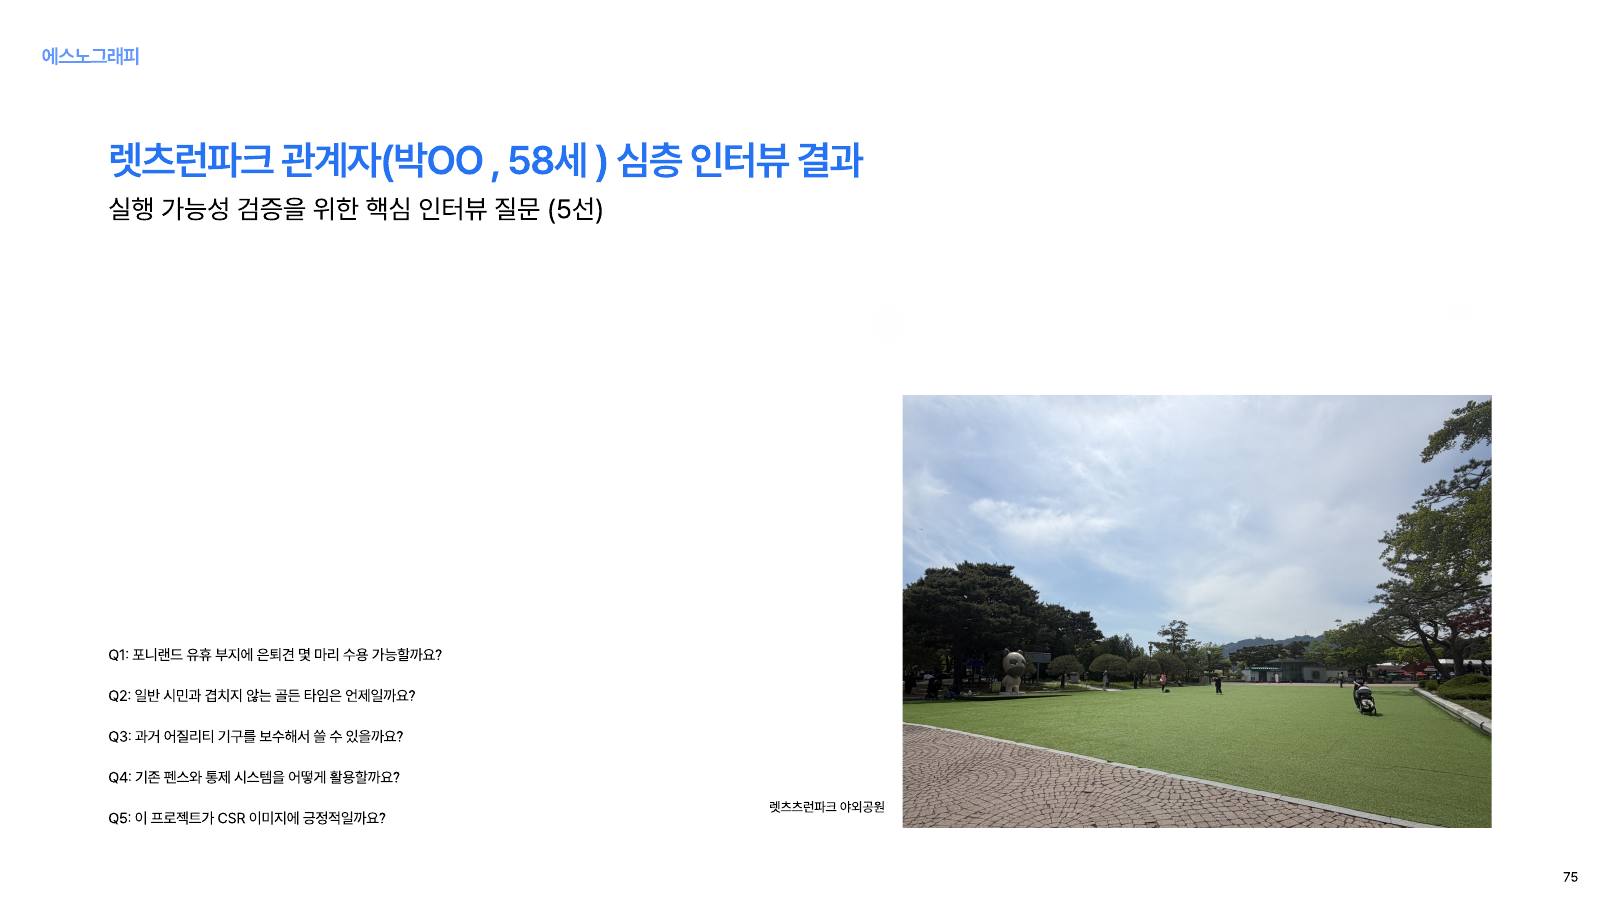 에스노그래피
렛츠런파크 관계자(박OO , 58세 ) 심층 인터뷰 결과
실행 가능성 검증을 위한 핵심 인터뷰 질문 (5선)
Q1: 포니랜드 유휴 부지에 은퇴견 몇 마리 수용 가능할까요?
Q2: 일반 시민과 겹치지 않는 골든 타임은 언제일까요?
Q3: 과거 어질리티 기구를 보수해서 쓸 수 있을까요?
Q4: 기존 펜스와 통제 시스템을 어떻게 활용할까요?
Q5: 이 프로젝트가 CSR 이미지에 긍정적일까요?
렛츠츠런파크 야외공원
75